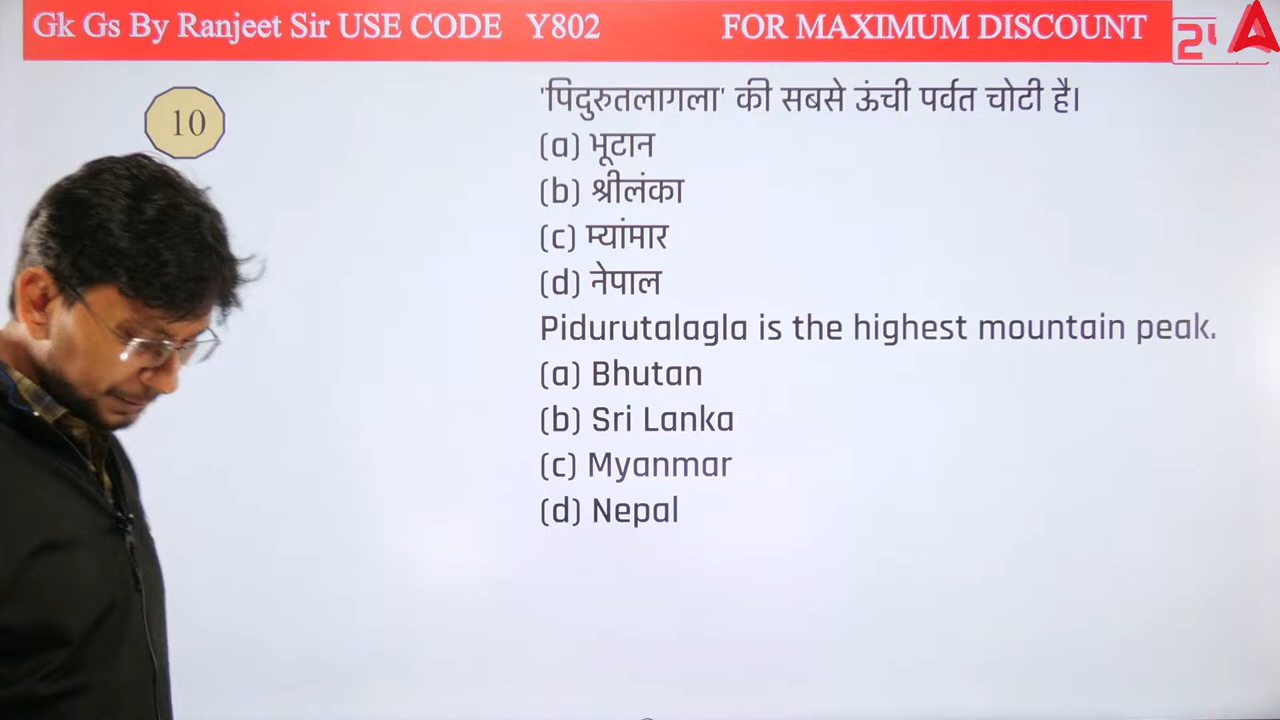 Gk Gs By Ranjeet Sir USE CODE Y802 FOR MAXIMUM DISCOUNT
10
'पिदुरुतलागला' की सबसे ऊंची पर्वत चोटी है।
(a) भूटान
(b) श्रीलंका
(c) म्यांमार
(d) नेपाल
Pidurutalagla is the highest mountain peak.
(a) Bhutan
(b) Sri Lanka
(c) Myanmar
(d) Nepal